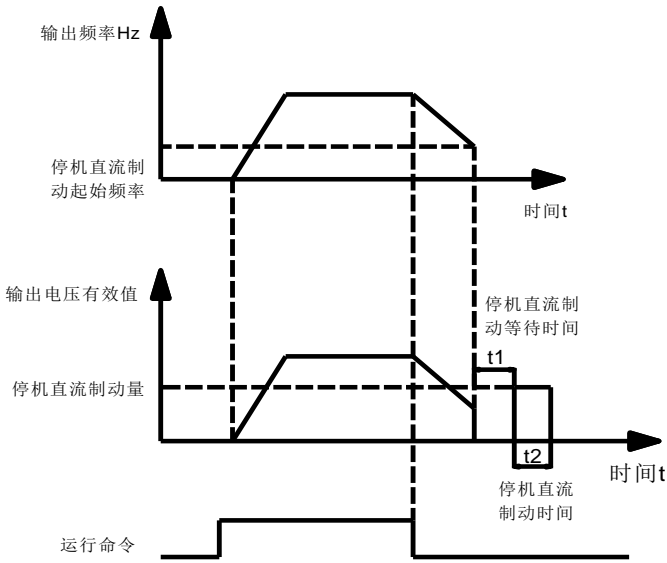 输出频率Hz
停机直流制
动起始频率
时间t
输出电压有效值
停机直流制
动等待时间
t1
停机直流制动量
t2
时间t
停机直流
制动时间
运行命令